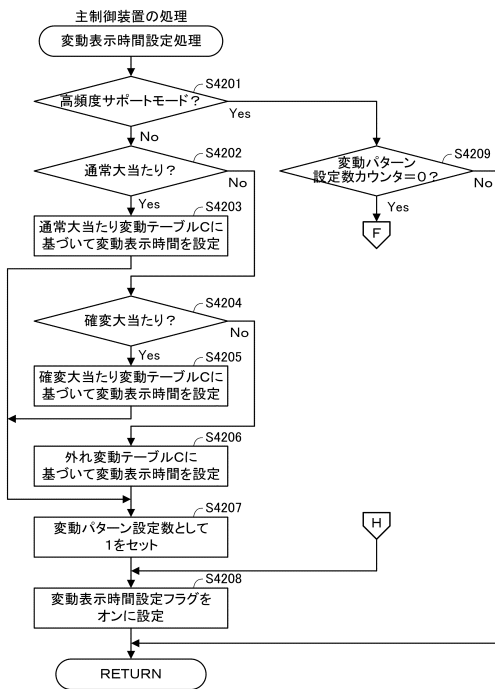 主制御装置の処理
変動表示時間設定処理
S4201
高頻度サポートモード?
Yes
No
S4202
通常大当たり?
No
Yes
S4203
通常大当たり変動テーブルCに
基づいて変動表示時間を設定
S4204
確変大当たり?
No
Yes
S4205
確変大当たり変動テーブルCに
基づいて変動表示時間を設定
S4206
外れ変動テーブルCに
基づいて変動表示時間を設定
S4207
変動パターン設定数として
1をセット
S4208
変動表示時間設定フラグを
オンに設定
RETURN
S4209
変動パターン
設定数カウンタ=0?
No
Yes
F
H